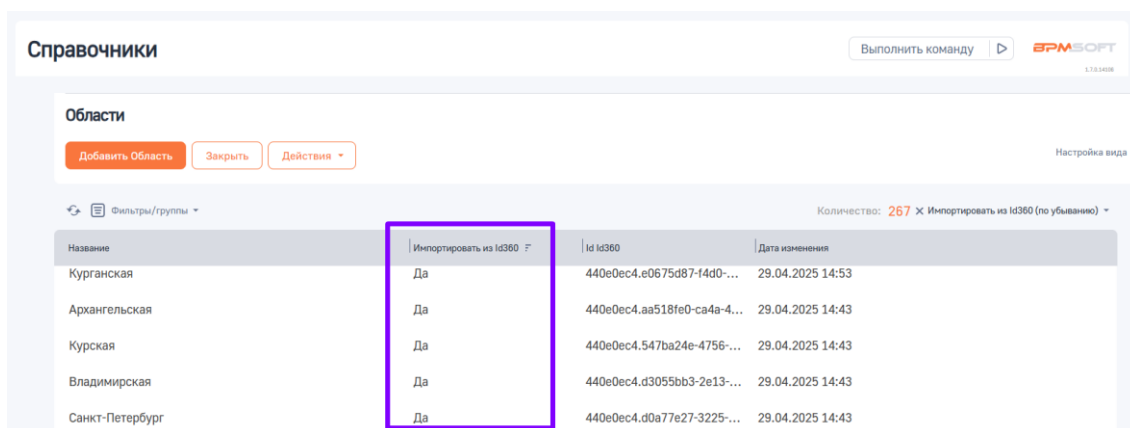 Справочники
Выполнить команду
BPMSOFT
1.7.0.14108
Области
Добавить Область Закрыть Действия
Настройка вида
Фильтры/группы
Количество: 267 × Импортировать из Id360 (по убыванию)
Название Импортировать из Id360 Id Id360 Дата изменения
Курганская Да 440e0ec4.e0675d87-f4d0-... 29.04.2025 14:53
Архангельская Да 440e0ec4.aa518fe0-ca4a-4... 29.04.2025 14:43
Курская Да 440e0ec4.547ba24e-4756-... 29.04.2025 14:43
Владимирская Да 440e0ec4.d3055bb3-2e13-... 29.04.2025 14:43
Санкт-Петербург Да 440e0ec4.d0a77e27-3225-... 29.04.2025 14:43